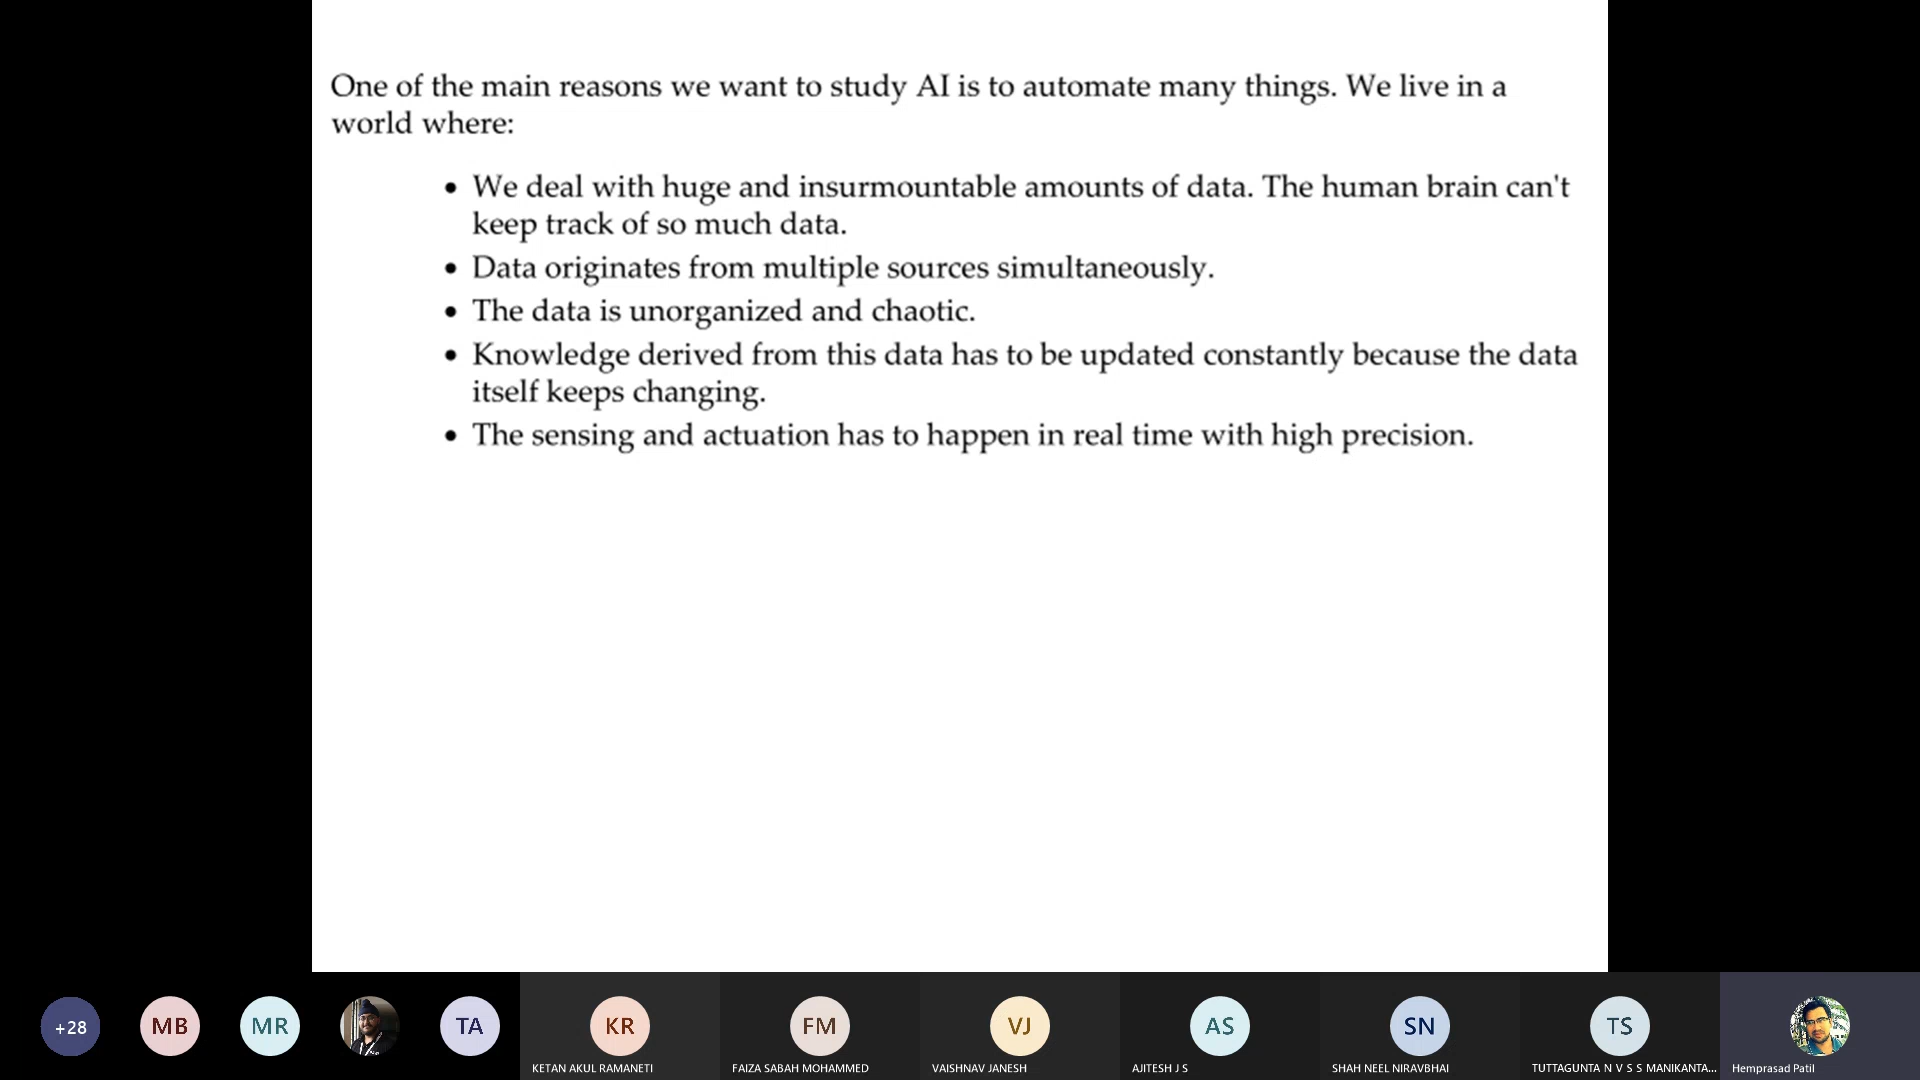 One of the main reasons we want to study AI is to automate many things. We live in a
world where:
• We deal with huge and insurmountable amounts of data. The human brain can't
keep track of so much data.
• Data originates from multiple sources simultaneously.
• The data is unorganized and chaotic.
• Knowledge derived from this data has to be updated constantly because the data
itself keeps changing.
• The sensing and actuation has to happen in real time with high precision.
+28
MB
MR
TA
KR
FM
VJ
AS
SN
TS
KETAN AKUL RAMANETI
FAIZA SABAH MOHAMMED
VAISHNAV JANESH
AJITESH J S
SHAH NEEL NIRAVBHAI
TUTTAGUNTA N V S S MANIKANTA...
Hemprasad Patil